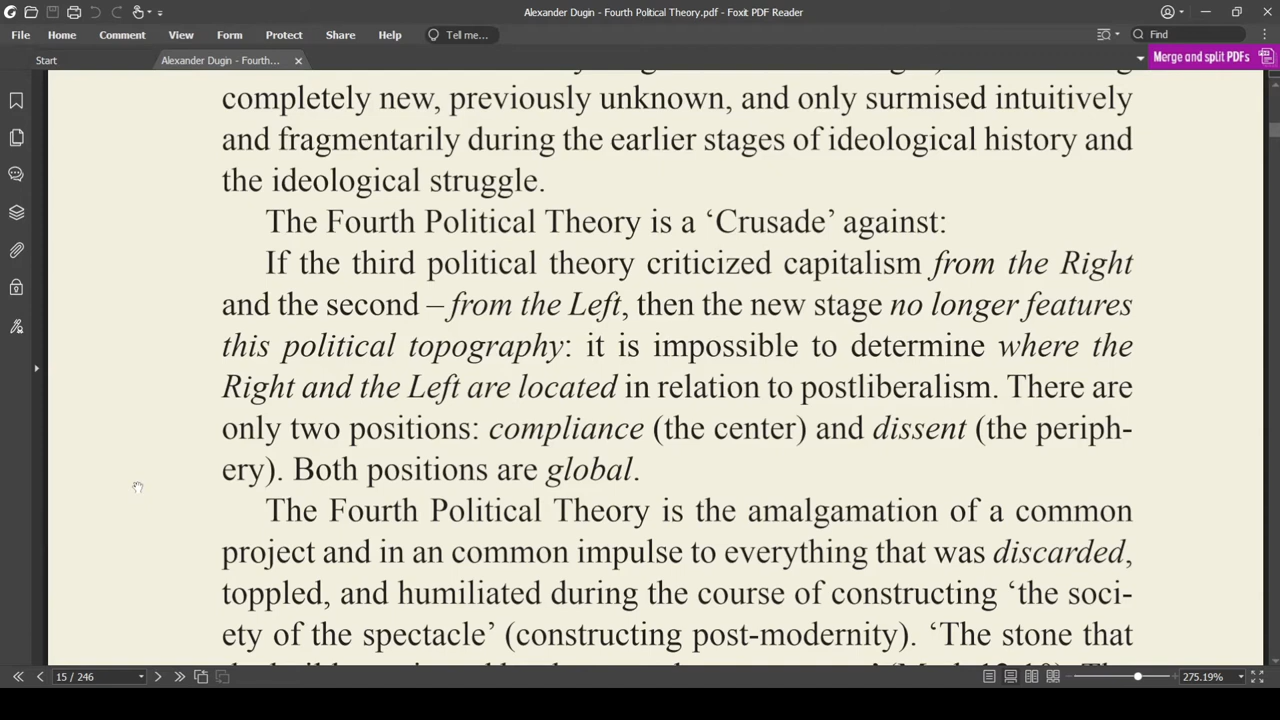 Alexander Dugin - Fourth Political Theory.pdf - Foxit PDF Reader
File Home Comment View Form Protect Share Help Tell me... Find
Start Alexander Dugin - Fourth... Merge and split PDFs
completely new, previously unknown, and only surmised intuitively
and fragmentarily during the earlier stages of ideological history and
the ideological struggle.
The Fourth Political Theory is a ‘Crusade’ against:
If the third political theory criticized capitalism from the Right
and the second – from the Left, then the new stage no longer features
this political topography: it is impossible to determine where the
Right and the Left are located in relation to postliberalism. There are
only two positions: compliance (the center) and dissent (the periph-
ery). Both positions are global.
The Fourth Political Theory is the amalgamation of a common
project and in an common impulse to everything that was discarded,
toppled, and humiliated during the course of constructing ‘the soci-
ety of the spectacle’ (constructing post-modernity). ‘The stone that
15 / 246 275.19%